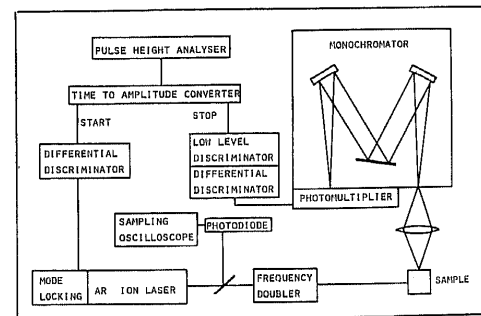 PULSE HEIGHT ANALYSER
MONOCHROMATOR
TIME TO AMPLITUDE CONVERTER
START
STOP
DIFFERENTIAL
DISCRIMINATOR
LOW LEVEL
DISCRIMINATOR
DIFFERENTIAL
DISCRIMINATOR
PHOTOMULTIPLIER
SAMPLING
OSCILLOSCOPE
PHOTODIODE
MODE
LOCKING
AR ION LASER
FREQUENCY
DOUBLER
SAMPLE